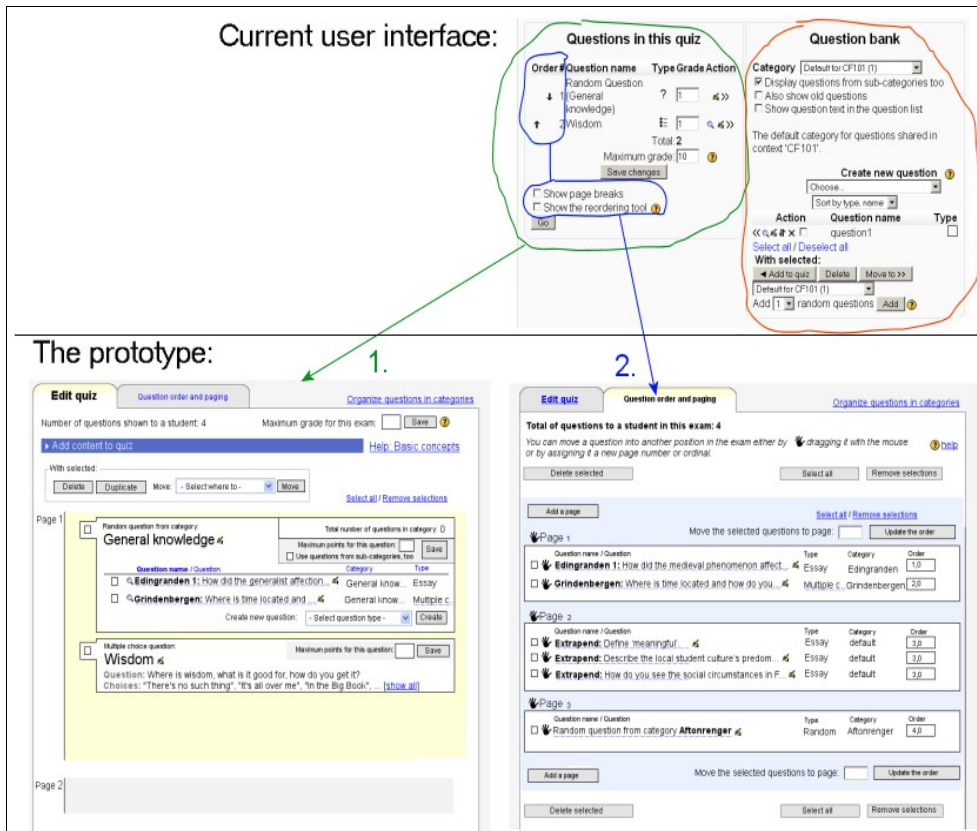 Current user interface:
Questions in this quiz
Order # Question name Type Grade Action
Random Question
1 (General ? 1
knowledge)
2 Wisdom 1
Total: 2
Maximum grade: 10
Save changes
Show page breaks
Show the reordering tool
Go
Question bank
Category Default for CF101 (1)
Display questions from sub-categories too
Also show old questions
Show question text in the question list
The default category for questions shared in
context 'CF101'.
Create new question
Choose...
Sort by type, name
Action Question name Type
question1
Select all / Deselect all
With selected:
Add to quiz Delete Move to >>
Default for CF101 (1)
Add 1 random questions Add
The prototype:
1.
2.
Edit quiz Question order and paging Organize questions in categories
Number of questions shown to a student: 4 Maximum grade for this exam: Save
Add content to quiz Help: Basic concepts
With selected:
Delete Duplicate Move: - Select where to - Move
Select all / Remove selections
Page 1
Random question from category: Total number of questions in category: 0
General knowledge
Maximum points for this question: Save
Use questions from sub-categories, too
Question name / Question Category Type
Edingranden 1: How did the generalist affection... General know... Essay
Grindenbergen: Where is time located and ... General know... Multiple c...
Create new question: - Select question type - Create
Multiple choice question: Maximum points for this question: Save
Wisdom
Question: Where is wisdom, what is it good for, how do you get it?
Choices: "There's no such thing", "It's all over me", "In the Big Book", ... [show all]
Page 2
Edit quiz Question order and paging Organize questions in categories
Total of questions to a student in this exam: 4
You can move a question into another position in the exam either by dragging it with the mouse
or by assigning it a new page number or ordinal. help
Delete selected Select all Remove selections
Add a page Select all / Remove selections
Move the selected questions to page: Update the order
Page 1
Question name / Question Type Category Order
Edingranden 1: How did the medieval phenomenon affect... Essay Edingranden 1,0
Grindenbergen: Where is time located and how do you... Multiple c... Grindenbergen 2,0
Page 2
Question name / Question Type Category Order
Extrapend: Define 'meaningful'... Essay default 3,0
Extrapend: Describe the local student culture's predom... Essay default 3,0
Extrapend: How do you see the social circumstances in F... Essay default 3,0
Page 3
Question name / Question Type Category Order
Random question from category Aftonrenger Random Aftonrenger 4,0
Add a page Move the selected questions to page: Update the order
Delete selected Select all Remove selections